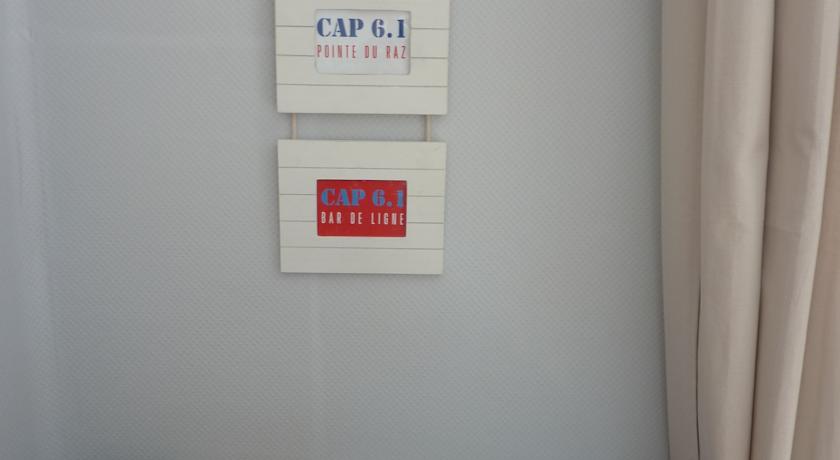 CAP 6.1
POINTE DU RAZ
CAP 6.1
BAR DE LIGNE